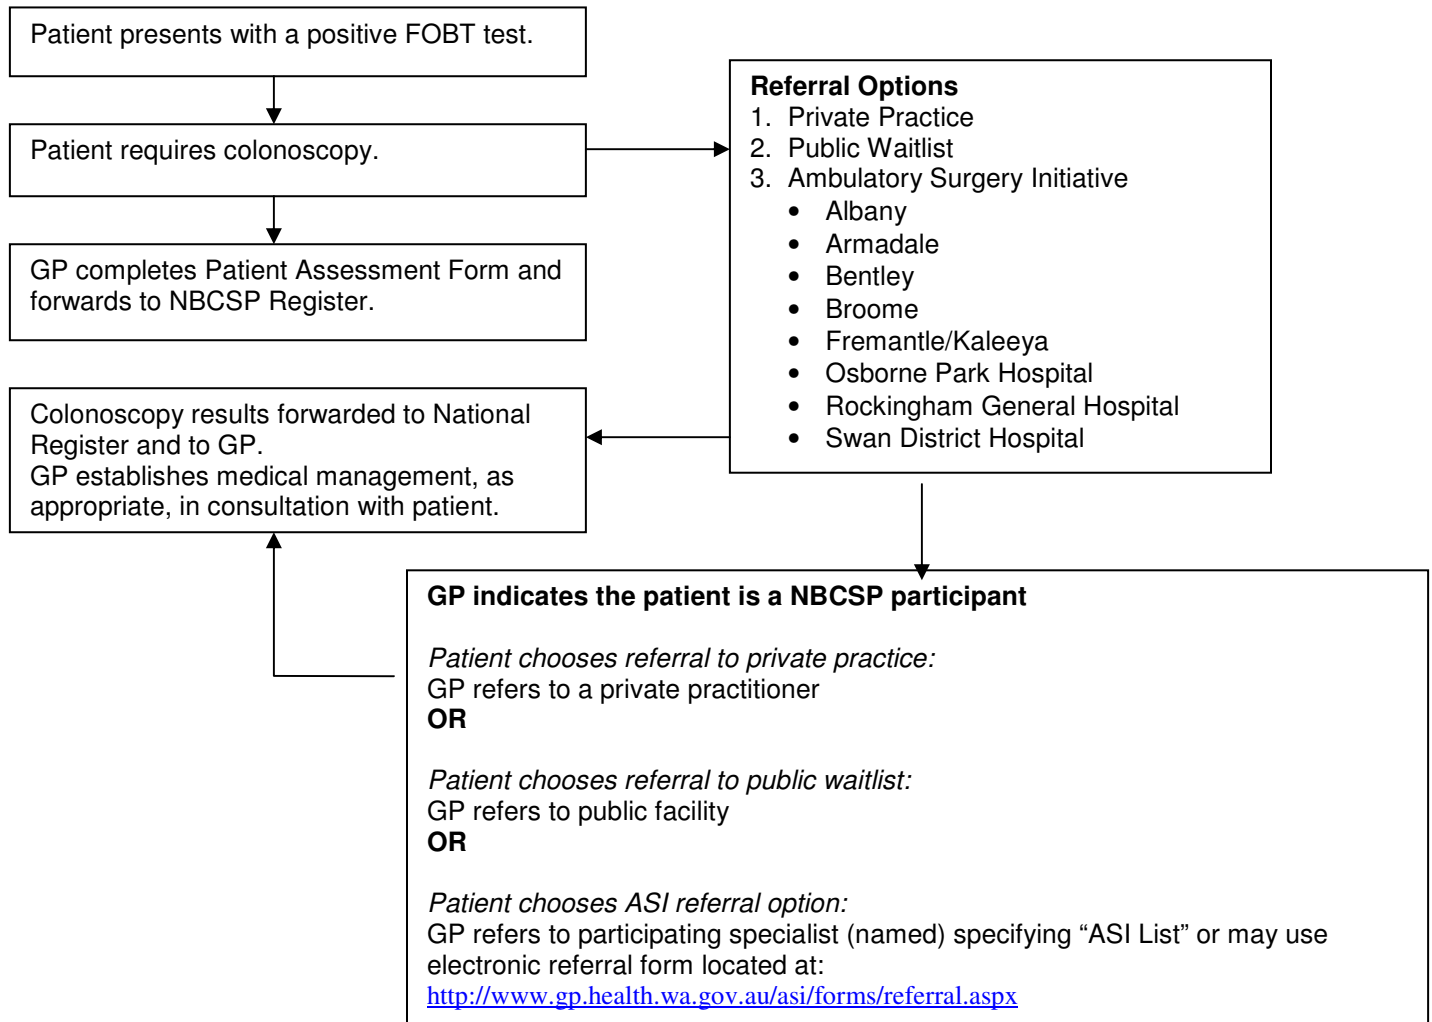 Patient presents with a positive FOBT test.
Patient requires colonoscopy.
GP completes Patient Assessment Form and
forwards to NBCSP Register.
Colonoscopy results forwarded to National
Register and to GP.
GP establishes medical management, as
appropriate, in consultation with patient.
Referral Options
1. Private Practice
2. Public Waitlist
3. Ambulatory Surgery Initiative
• Albany
• Armadale
• Bentley
• Broome
• Fremantle/Kaleeya
• Osborne Park Hospital
• Rockingham General Hospital
• Swan District Hospital
GP indicates the patient is a NBCSP participant
Patient chooses referral to private practice:
GP refers to a private practitioner
OR
Patient chooses referral to public waitlist:
GP refers to public facility
OR
Patient chooses ASI referral option:
GP refers to participating specialist (named) specifying “ASI List” or may use
electronic referral form located at:
http://www.gp.health.wa.gov.au/asi/forms/referral.aspx